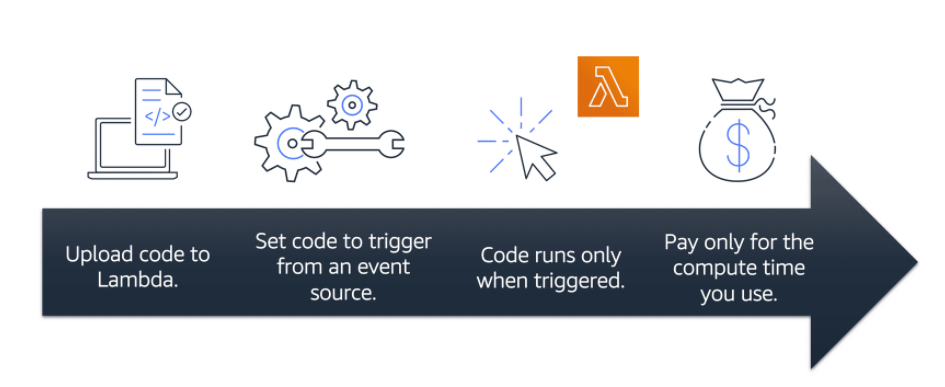 </>
$
Upload code to
Lambda.
Set code to trigger
from an event
source.
Code runs only
when triggered.
Pay only for the
compute time
you use.